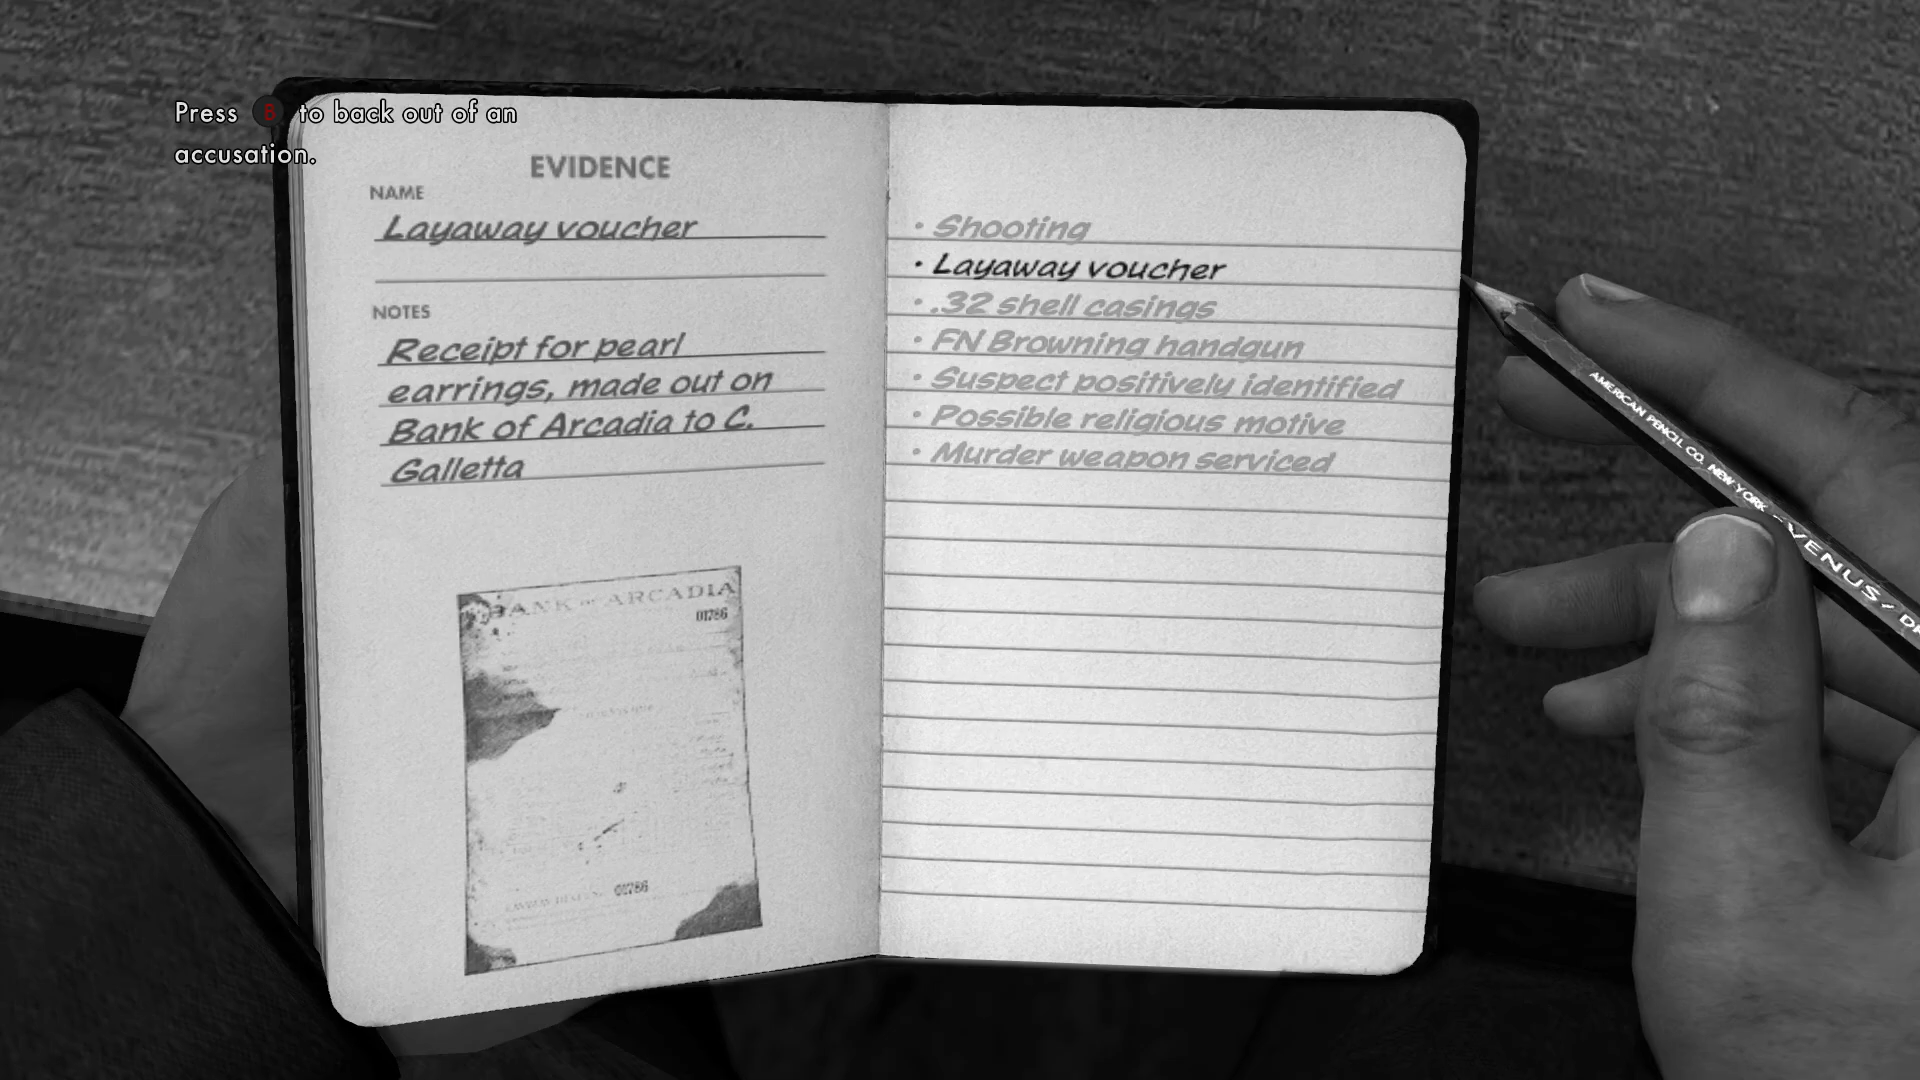 Press B to back out of an
accusation.
EVIDENCE
NAME
Layaway voucher
NOTES
Receipt for pearl
earrings, made out on
Bank of Arcadia to C.
Galletta
BANK OF ARCADIA
01786
01786
• Shooting
• Layaway voucher
• .32 shell casings
• FN Browning handgun
• Suspect positively identified
• Possible religious motive
• Murder weapon serviced
AMERICAN PENCIL CO. NEW YORK
VENUS